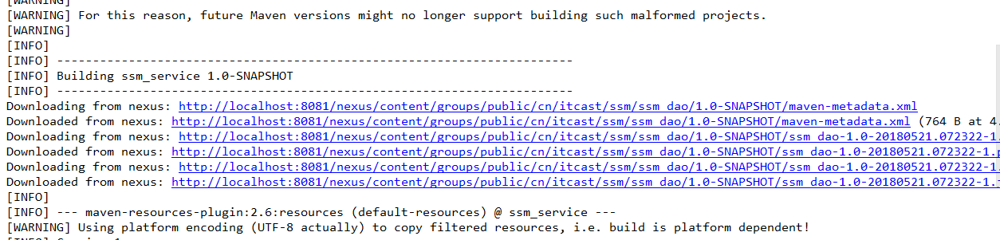 [WARNING]
[WARNING] For this reason, future Maven versions might no longer support building such malformed projects.
[WARNING]
[INFO]
[INFO] ------------------------------------------------------------------------
[INFO] Building ssm_service 1.0-SNAPSHOT
[INFO] ------------------------------------------------------------------------
Downloading from nexus: http://localhost:8081/nexus/content/groups/public/cn/itcast/ssm/ssm_dao/1.0-SNAPSHOT/maven-metadata.xml
Downloaded from nexus: http://localhost:8081/nexus/content/groups/public/cn/itcast/ssm/ssm_dao/1.0-SNAPSHOT/maven-metadata.xml (764 B at 4.
Downloading from nexus: http://localhost:8081/nexus/content/groups/public/cn/itcast/ssm/ssm_dao/1.0-SNAPSHOT/ssm_dao-1.0-20180521.072322-1.
Downloaded from nexus: http://localhost:8081/nexus/content/groups/public/cn/itcast/ssm/ssm_dao/1.0-SNAPSHOT/ssm_dao-1.0-20180521.072322-1.p
Downloading from nexus: http://localhost:8081/nexus/content/groups/public/cn/itcast/ssm/ssm_dao/1.0-SNAPSHOT/ssm_dao-1.0-20180521.072322-1.
Downloaded from nexus: http://localhost:8081/nexus/content/groups/public/cn/itcast/ssm/ssm_dao/1.0-SNAPSHOT/ssm_dao-1.0-20180521.072322-1.
[INFO]
[INFO] --- maven-resources-plugin:2.6:resources (default-resources) @ ssm_service ---
[WARNING] Using platform encoding (UTF-8 actually) to copy filtered resources, i.e. build is platform dependent!